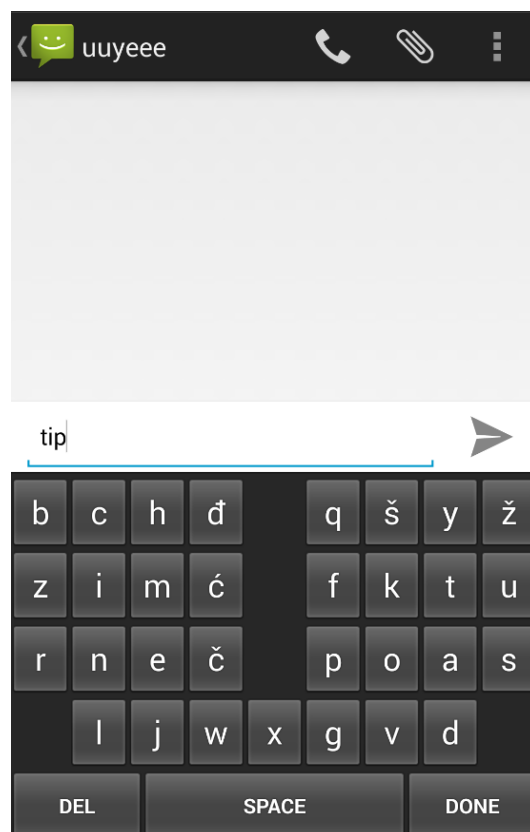 uuyeee
tip
b c h đ q š y ž
z i m ć f k t u
r n e č p o a s
l j w x g v d
DEL SPACE DONE